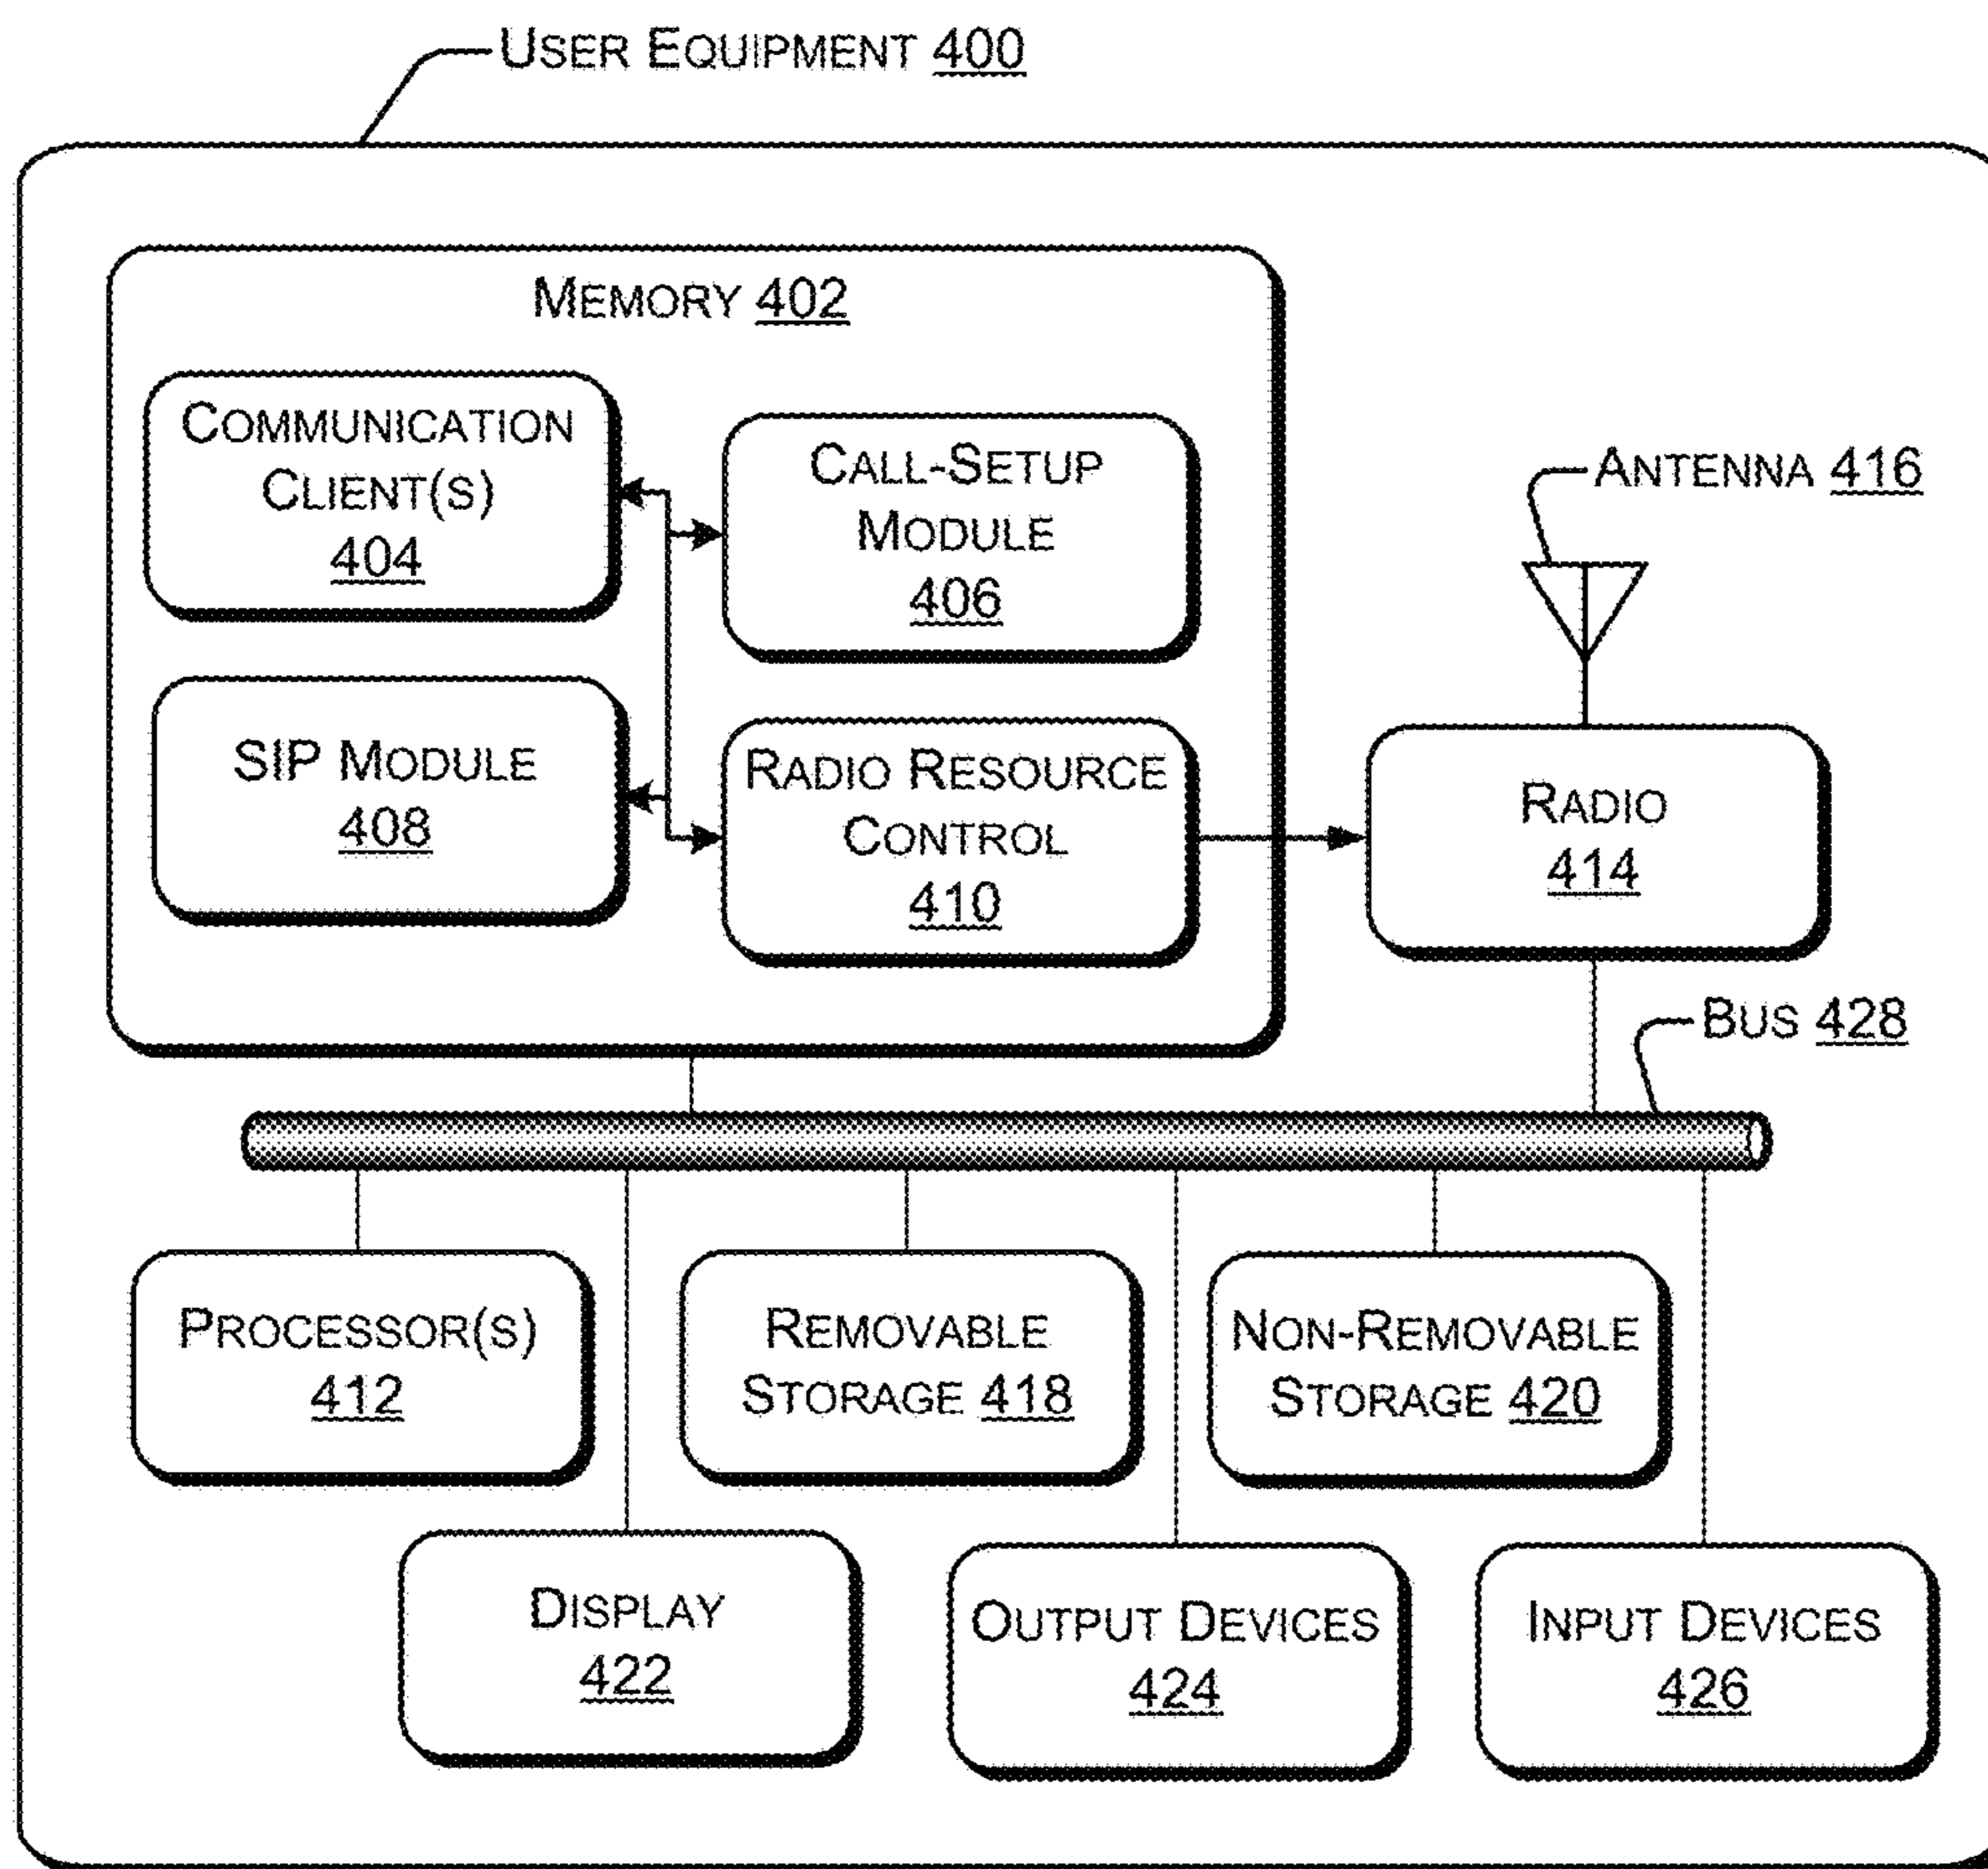 USER EQUIPMENT 400
MEMORY 402
COMMUNICATION
CLIENT(S)
404
CALL-SETUP
MODULE
406
ANTENNA 416
SIP MODULE
408
RADIO RESOURCE
CONTROL
410
RADIO
414
BUS 428
PROCESSOR(S)
412
REMOVABLE
STORAGE 418
NON-REMOVABLE
STORAGE 420
DISPLAY
422
OUTPUT DEVICES
424
INPUT DEVICES
426